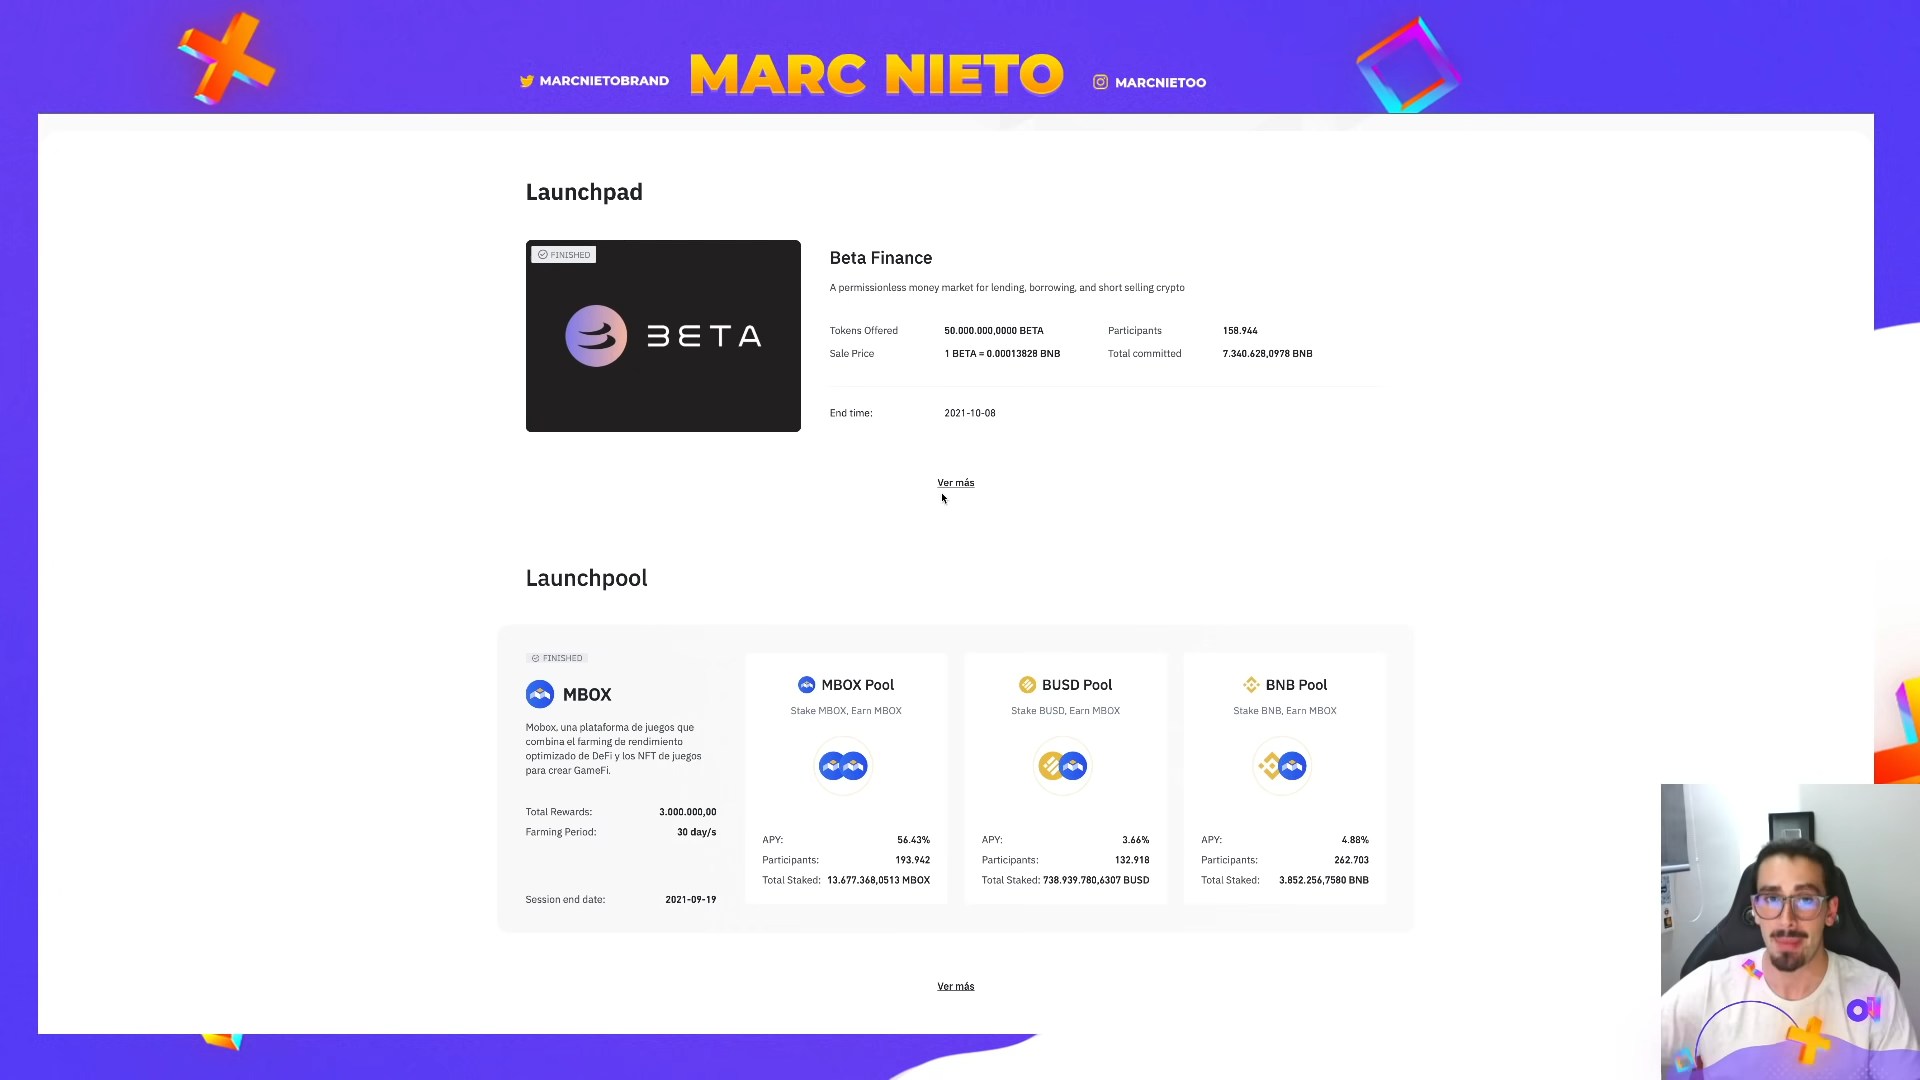 MARCNIETOBRAND
MARC NIETO
MARCNIETOO
Launchpad
FINISHED
BETA
Beta Finance
A permissionless money market for lending, borrowing, and short selling crypto
Tokens Offered 50.000.000,0000 BETA Participants 158.944
Sale Price 1 BETA = 0.00013828 BNB Total committed 7.340.628,0978 BNB
End time: 2021-10-08
Ver más
Launchpool
FINISHED
MBOX
Mobox, una plataforma de juegos que
combina el farming de rendimiento
optimizado de DeFi y los NFT de juegos
para crear GameFi.
Total Rewards: 3.000.000,00
Farming Period: 30 day/s
Session end date: 2021-09-19
MBOX Pool
Stake MBOX, Earn MBOX
APY: 56.43%
Participants: 193.942
Total Staked: 13.677.368,0513 MBOX
BUSD Pool
Stake BUSD, Earn MBOX
APY: 3.66%
Participants: 132.918
Total Staked: 738.939.780,6307 BUSD
BNB Pool
Stake BNB, Earn MBOX
APY: 4.88%
Participants: 262.703
Total Staked: 3.852.256,7580 BNB
Ver más